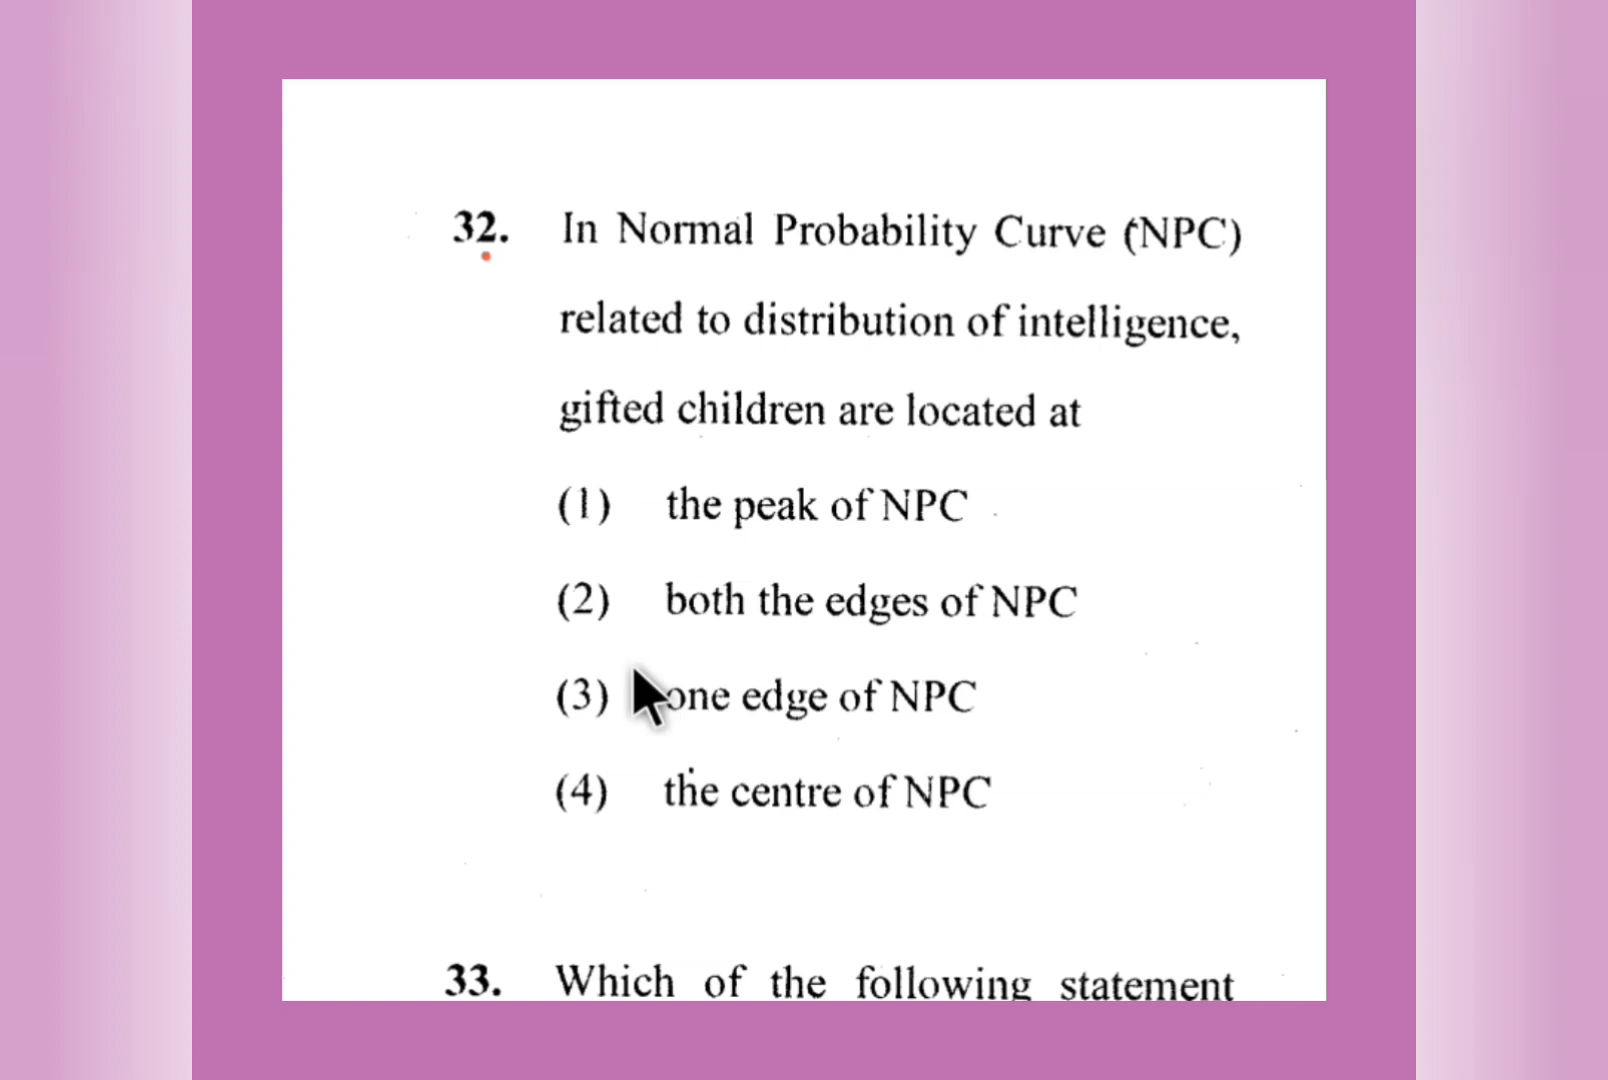 32. In Normal Probability Curve (NPC)
related to distribution of intelligence,
gifted children are located at
(1) the peak of NPC
(2) both the edges of NPC
(3) one edge of NPC
(4) the centre of NPC
33. Which of the following statement